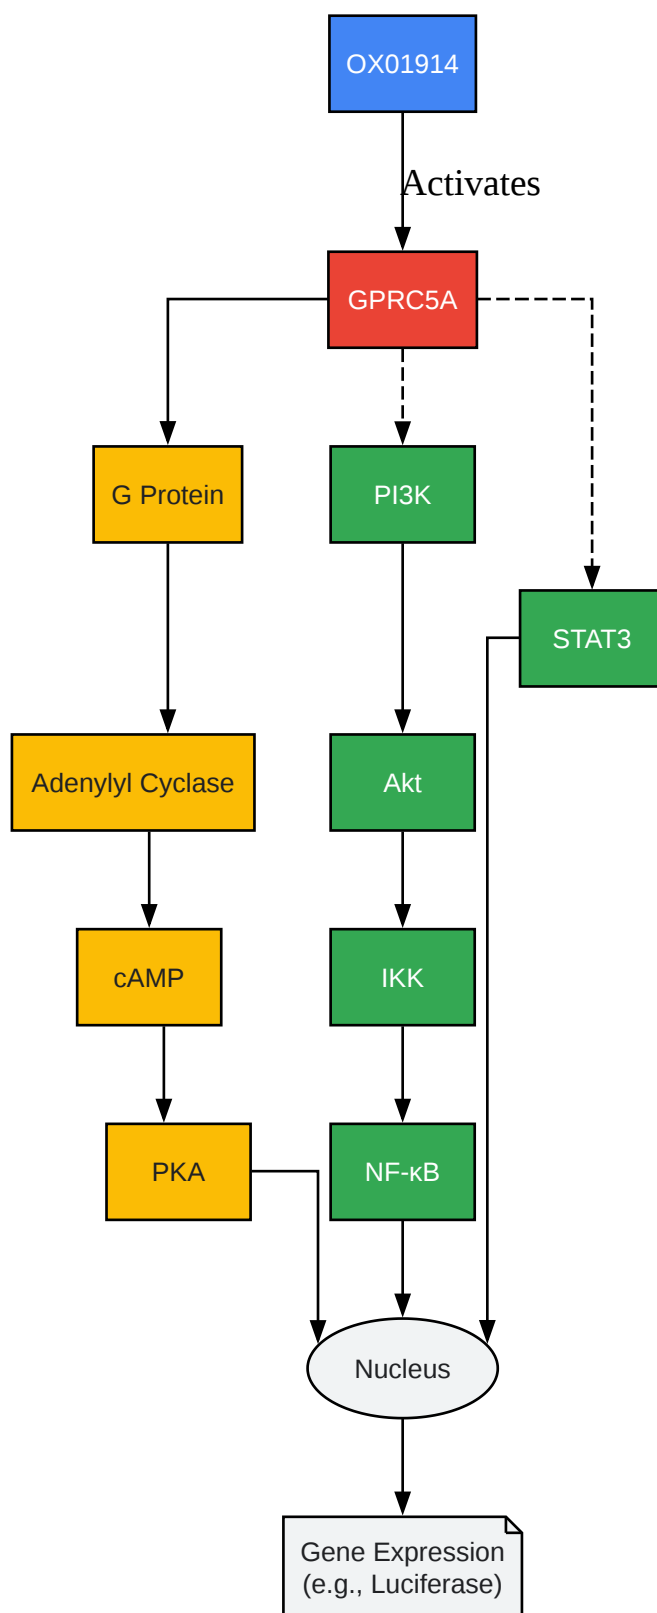 OX01914
Activates
GPRC5A
G Protein
PI3K
STAT3
Adenylyl Cyclase
Akt
cAMP
IKK
PKA
NF-κB
Nucleus
Gene Expression
(e.g., Luciferase)